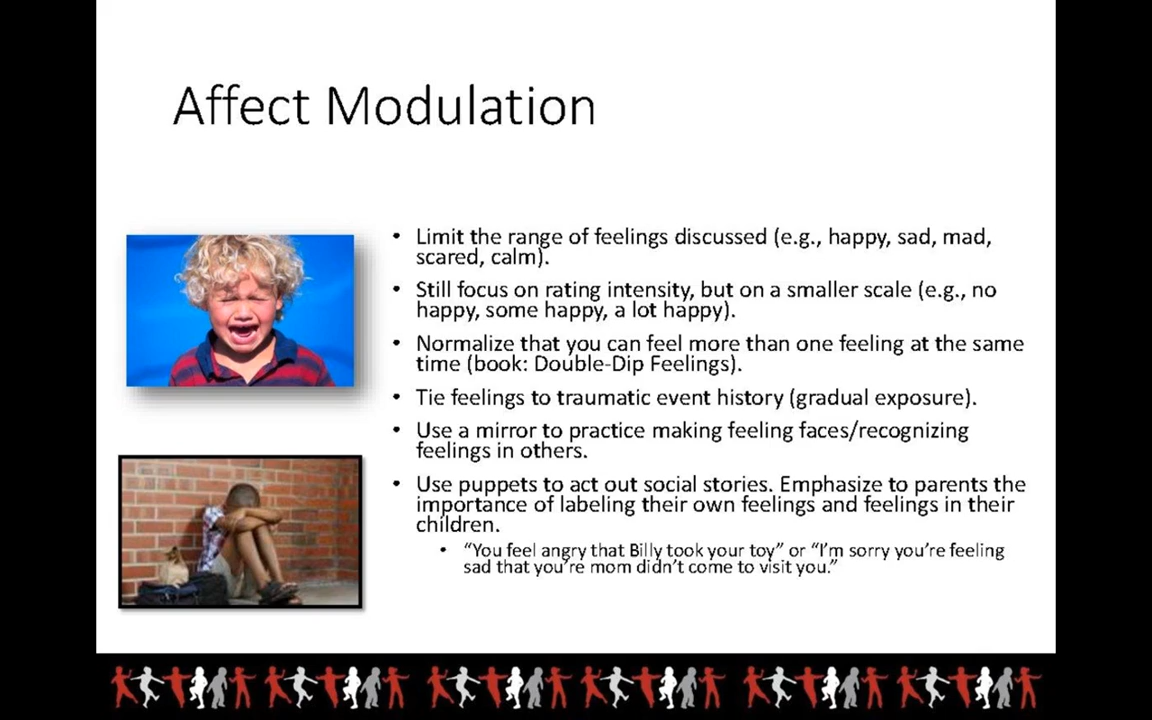 Affect Modulation
• Limit the range of feelings discussed (e.g., happy, sad, mad,
scared, calm).
• Still focus on rating intensity, but on a smaller scale (e.g., no
happy, some happy, a lot happy).
• Normalize that you can feel more than one feeling at the same
time (book: Double-Dip Feelings).
• Tie feelings to traumatic event history (gradual exposure).
• Use a mirror to practice making feeling faces/recognizing
feelings in others.
• Use puppets to act out social stories. Emphasize to parents the
importance of labeling their own feelings and feelings in their
children.
• “You feel angry that Billy took your toy” or “I’m sorry you’re feeling
sad that you’re mom didn’t come to visit you.”